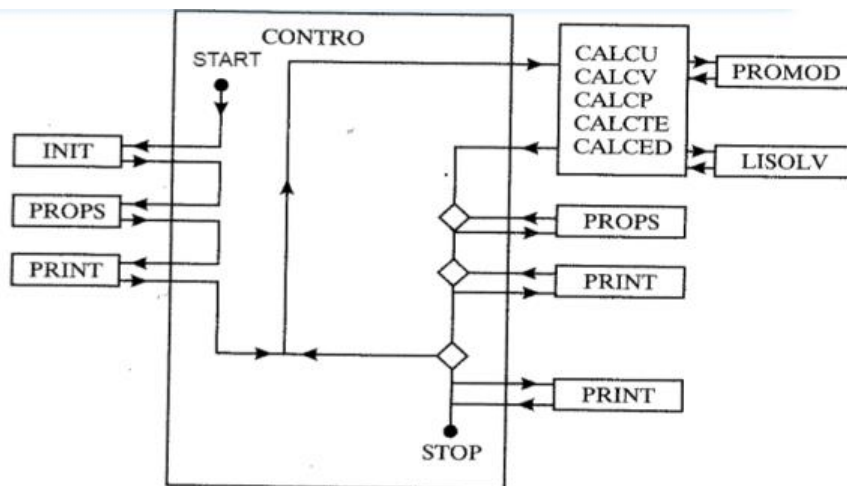 CONTRO
START
INIT
PROPS
PRINT
CALCU
CALCV
CALCP
CALCTE
CALCED
PROMOD
LISOLV
PROPS
PRINT
PRINT
STOP